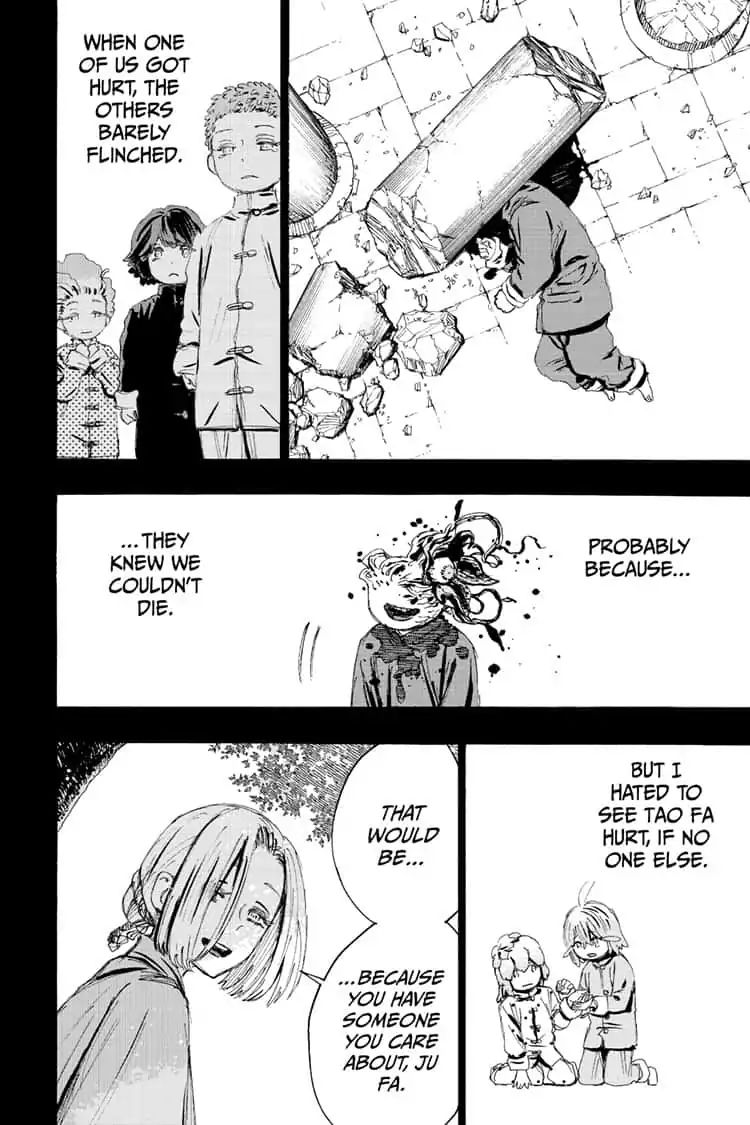 WHEN ONE
OF US GOT
HURT, THE
OTHERS
BARELY
FLINCHED.
PROBABLY
BECAUSE...
...THEY
KNEW WE
COULDN'T
DIE.
BUT I
HATED TO
SEE TAO FA
HURT, IF NO
ONE ELSE.
THAT
WOULD
BE...
...BECAUSE
YOU HAVE
SOMEONE
YOU CARE
ABOUT, JU
FA.